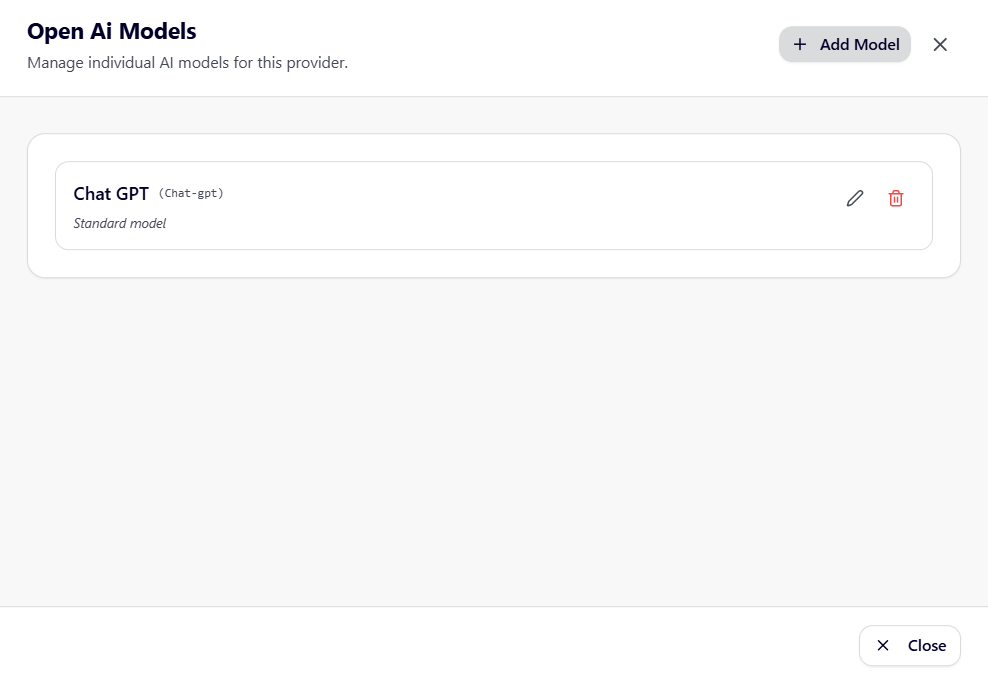 Open Ai Models
Manage individual AI models for this provider.
Add Model
Chat GPT (Chat-gpt)
Standard model
Close